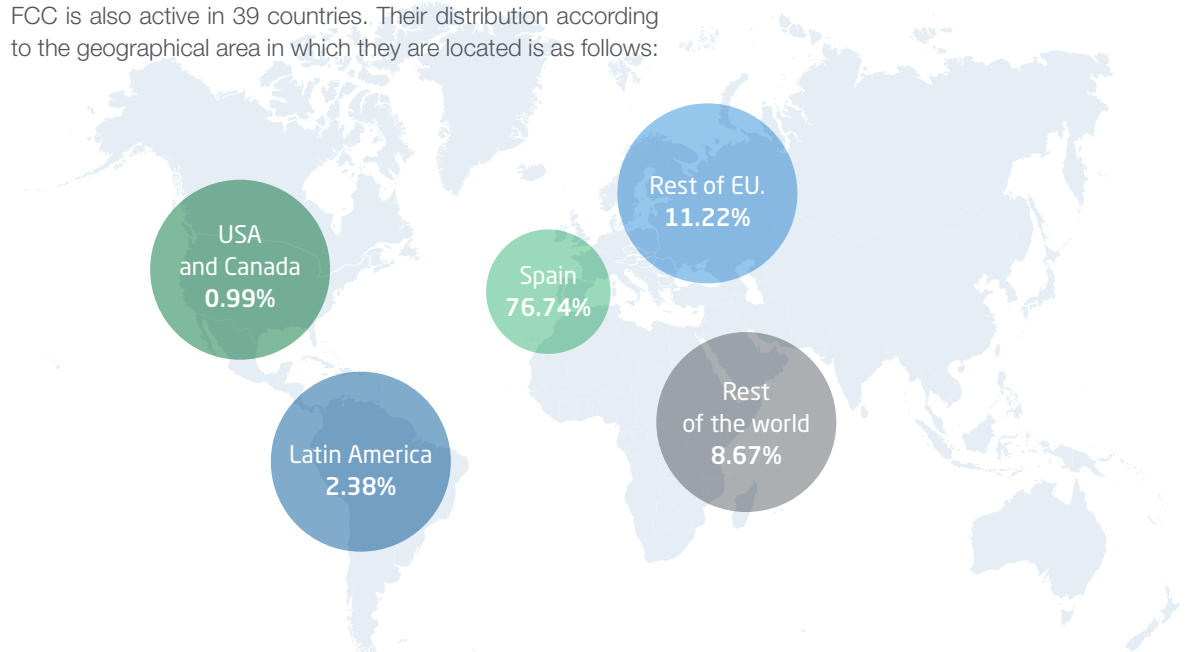 FCC is also active in 39 countries. Their distribution according
to the geographical area in which they are located is as follows:
Rest of EU.
11.22%
USA
and Canada
0.99%
Spain
76.74%
Rest
of the world
8.67%
Latin America
2.38%